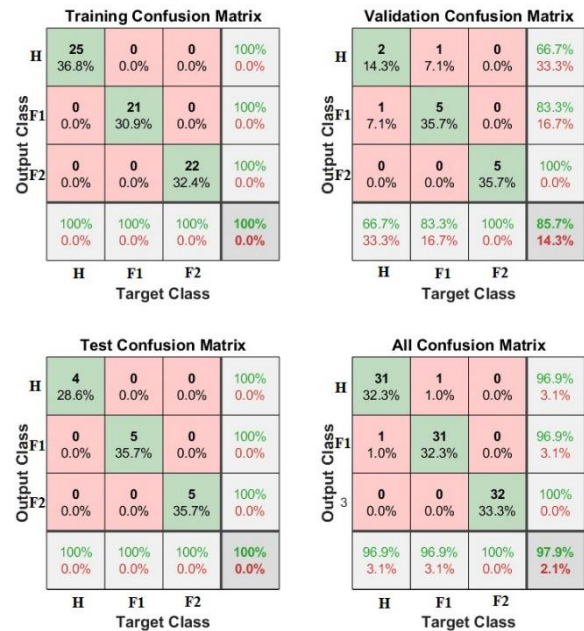 Training Confusion Matrix
H 25 0 0 100%
36.8% 0.0% 0.0% 0.0%
F1 0 21 0 100%
0.0% 30.9% 0.0% 0.0%
F2 0 0 22 100%
0.0% 0.0% 32.4% 0.0%
100% 100% 100% 100%
0.0% 0.0% 0.0% 0.0%
H F1 F2
Target Class
Output Class
Validation Confusion Matrix
H 2 1 0 66.7%
14.3% 7.1% 0.0% 33.3%
F1 1 5 0 83.3%
7.1% 35.7% 0.0% 16.7%
F2 0 0 5 100%
0.0% 0.0% 35.7% 0.0%
66.7% 83.3% 100% 85.7%
33.3% 16.7% 0.0% 14.3%
H F1 F2
Target Class
Output Class
Test Confusion Matrix
H 4 0 0 100%
28.6% 0.0% 0.0% 0.0%
F1 0 5 0 100%
0.0% 35.7% 0.0% 0.0%
F2 0 0 5 100%
0.0% 0.0% 35.7% 0.0%
100% 100% 100% 100%
0.0% 0.0% 0.0% 0.0%
H F1 F2
Target Class
Output Class
All Confusion Matrix
H 31 1 0 96.9%
32.3% 1.0% 0.0% 3.1%
F1 1 31 0 96.9%
1.0% 32.3% 0.0% 3.1%
3 0 0 32 100%
0.0% 0.0% 33.3% 0.0%
96.9% 96.9% 100% 97.9%
3.1% 3.1% 0.0% 2.1%
H F1 F2
Target Class
Output Class